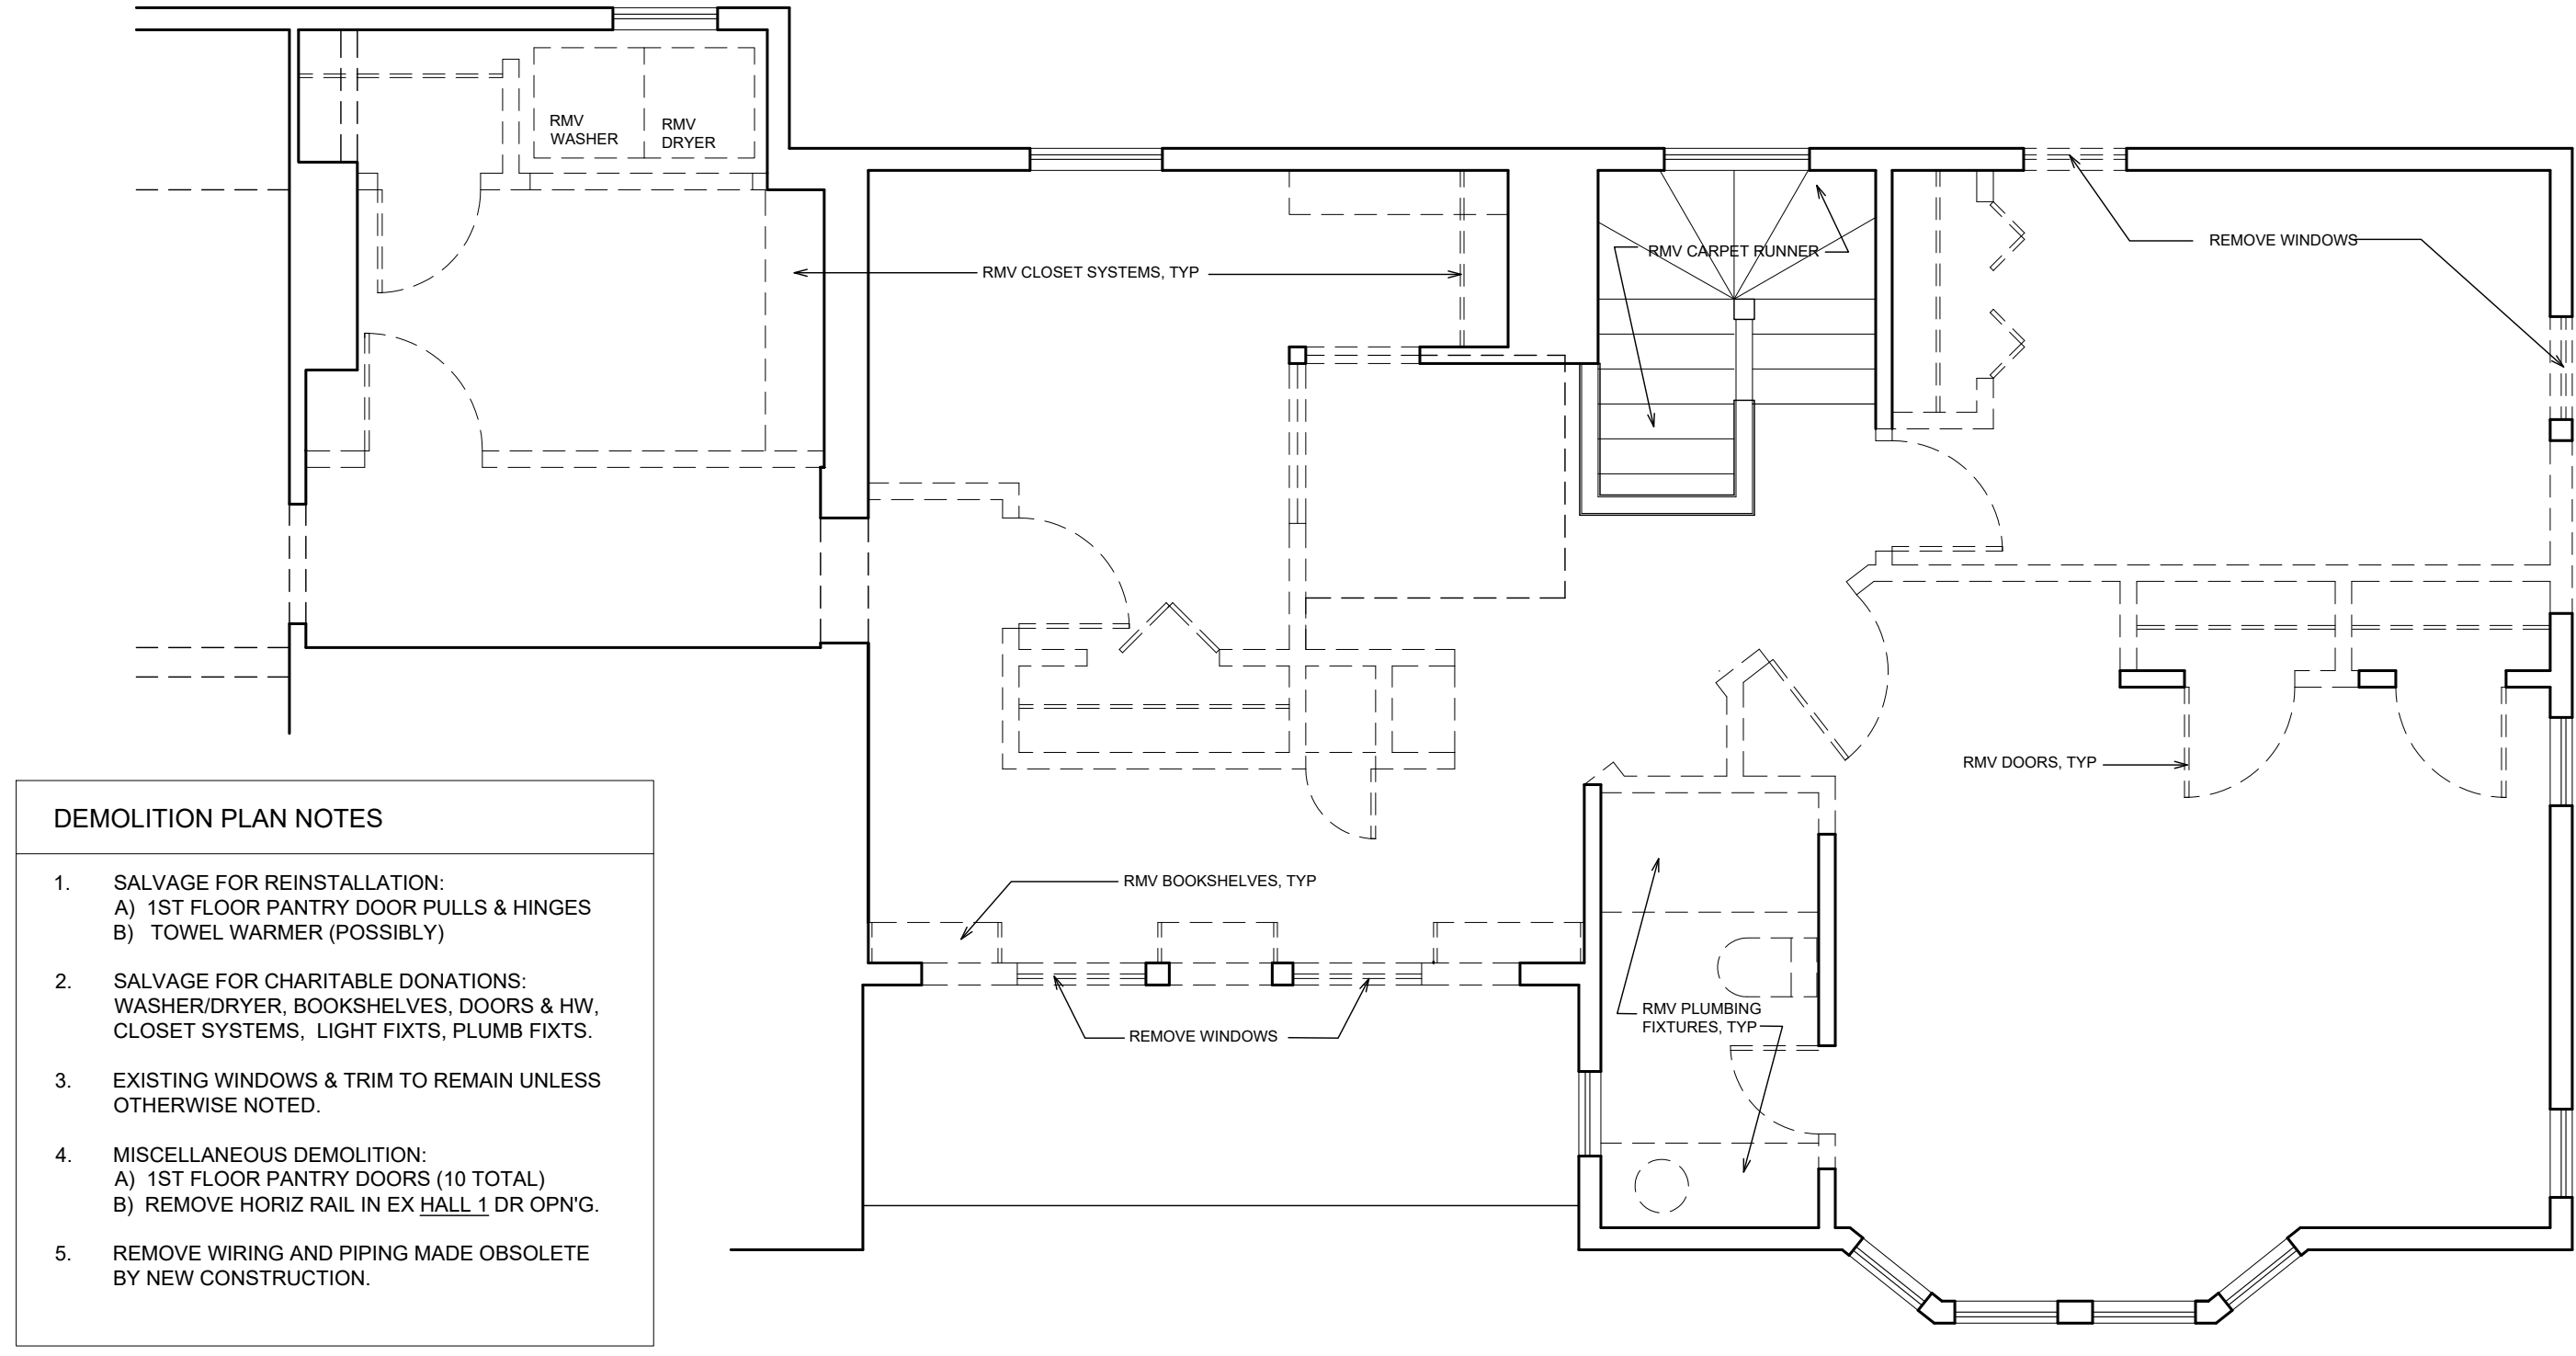 RMV
WASHER
RMV
DRYER
RMV CLOSET SYSTEMS, TYP
RMV CARPET RUNNER
REMOVE WINDOWS
RMV DOORS, TYP
RMV BOOKSHELVES, TYP
REMOVE WINDOWS
RMV PLUMBING
FIXTURES, TYP
DEMOLITION PLAN NOTES
1. SALVAGE FOR REINSTALLATION:
A) 1ST FLOOR PANTRY DOOR PULLS & HINGES
B) TOWEL WARMER (POSSIBLY)
2. SALVAGE FOR CHARITABLE DONATIONS:
WASHER/DRYER, BOOKSHELVES, DOORS & HW,
CLOSET SYSTEMS, LIGHT FIXTS, PLUMB FIXTS.
3. EXISTING WINDOWS & TRIM TO REMAIN UNLESS
OTHERWISE NOTED.
4. MISCELLANEOUS DEMOLITION:
A) 1ST FLOOR PANTRY DOORS (10 TOTAL)
B) REMOVE HORIZ RAIL IN EX HALL 1 DR OPN'G.
5. REMOVE WIRING AND PIPING MADE OBSOLETE
BY NEW CONSTRUCTION.